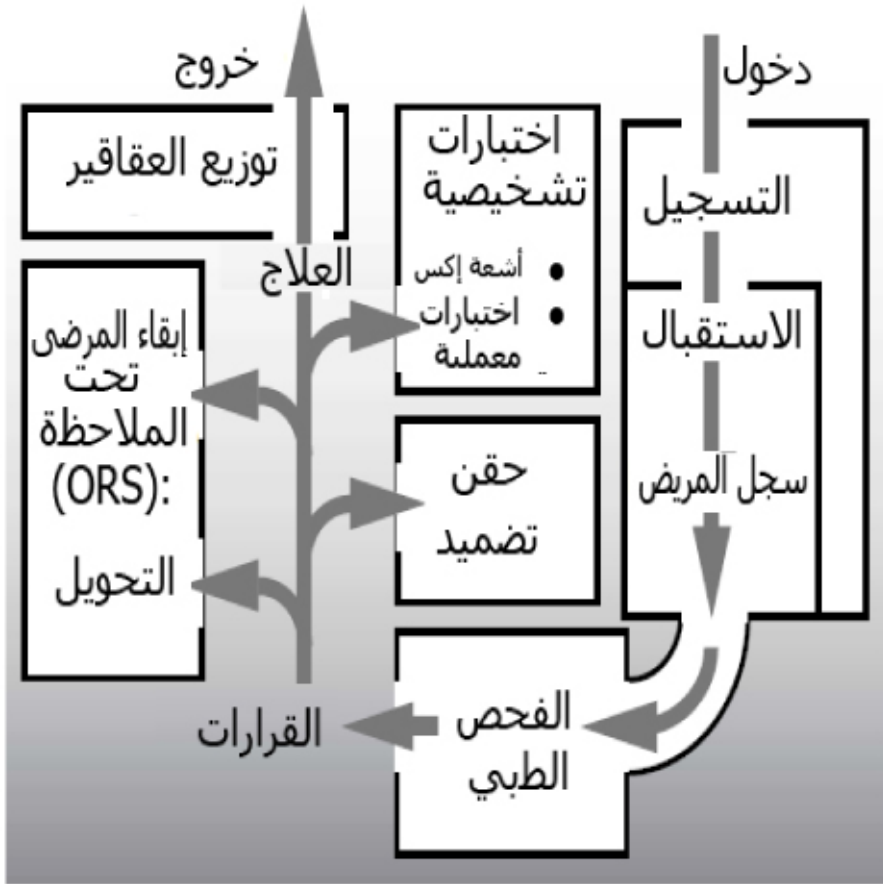 دخول
التسجيل
الاستقبال
سجل المريض
الفحص
الطبي
القرارات
حقن
تضميد
اختبارات
تشخيصية
• أشعة إكس
• اختبارات
معملية
إبقاء المرضى
تحت
الملاحظة
(ORS):
التحويل
العلاج
توزيع العقاقير
خروج